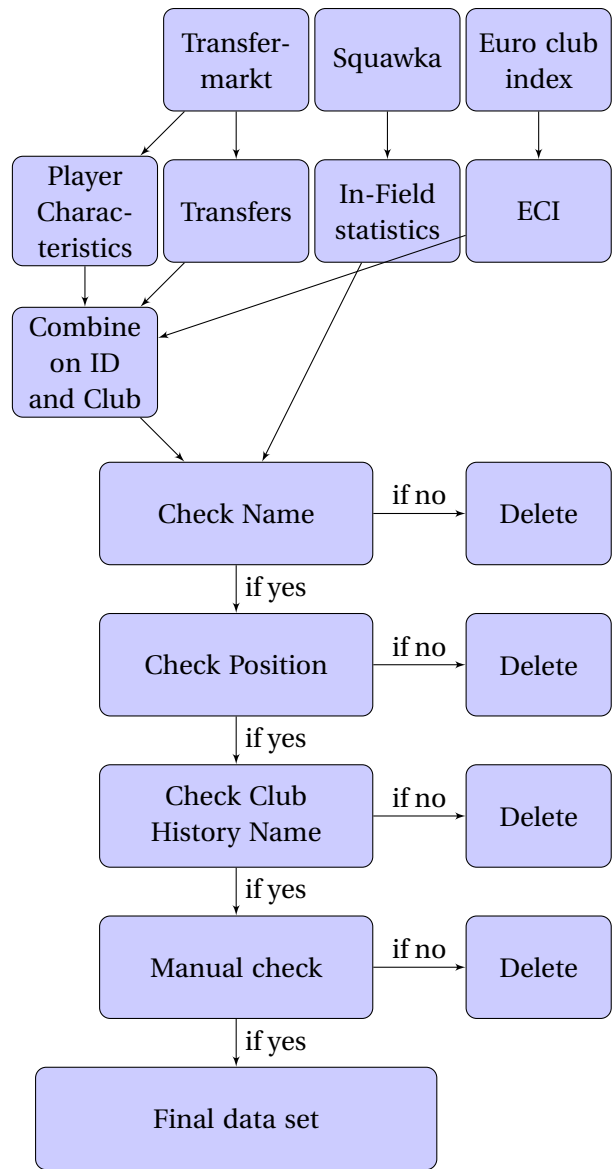 Transfer-
markt
Squawka
Euro club
index
Player
Charac-
teristics
Transfers
In-Field
statistics
ECI
Combine
on ID
and Club
Check Name
if no
Delete
if yes
Check Position
if no
Delete
if yes
Check Club
History Name
if no
Delete
if yes
Manual check
if no
Delete
if yes
Final data set